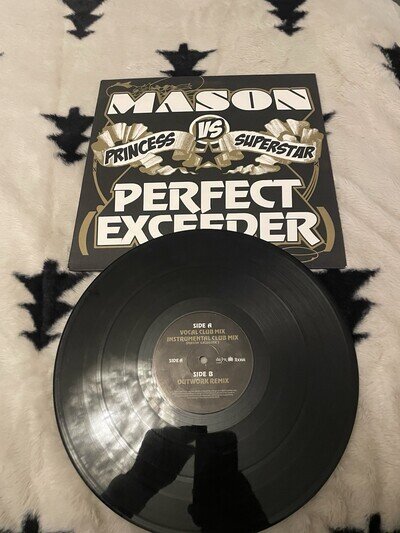 MASON
PRINCESS VS SUPERSTAR
PERFECT
EXCEEDER
SIDE A
VOCAL CLUB MIX
INSTRUMENTAL CLUB MIX
SIDE A
SIDE B
OUTWORK REMIX